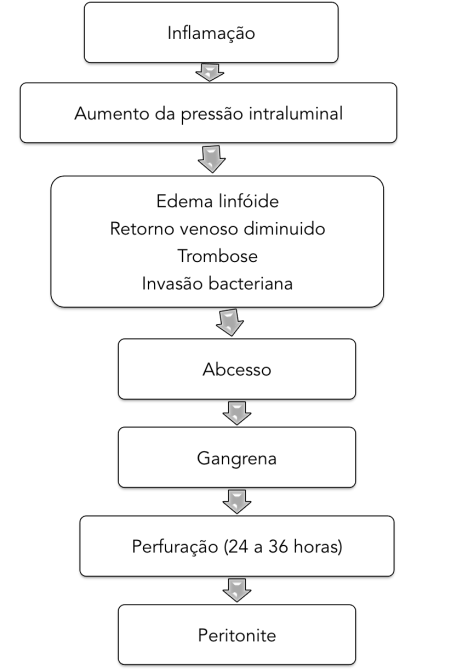 Inflamação
Aumento da pressão intraluminal
Edema linfóide
Retorno venoso diminuido
Trombose
Invasão bacteriana
Abcesso
Gangrena
Perfuração (24 a 36 horas)
Peritonite